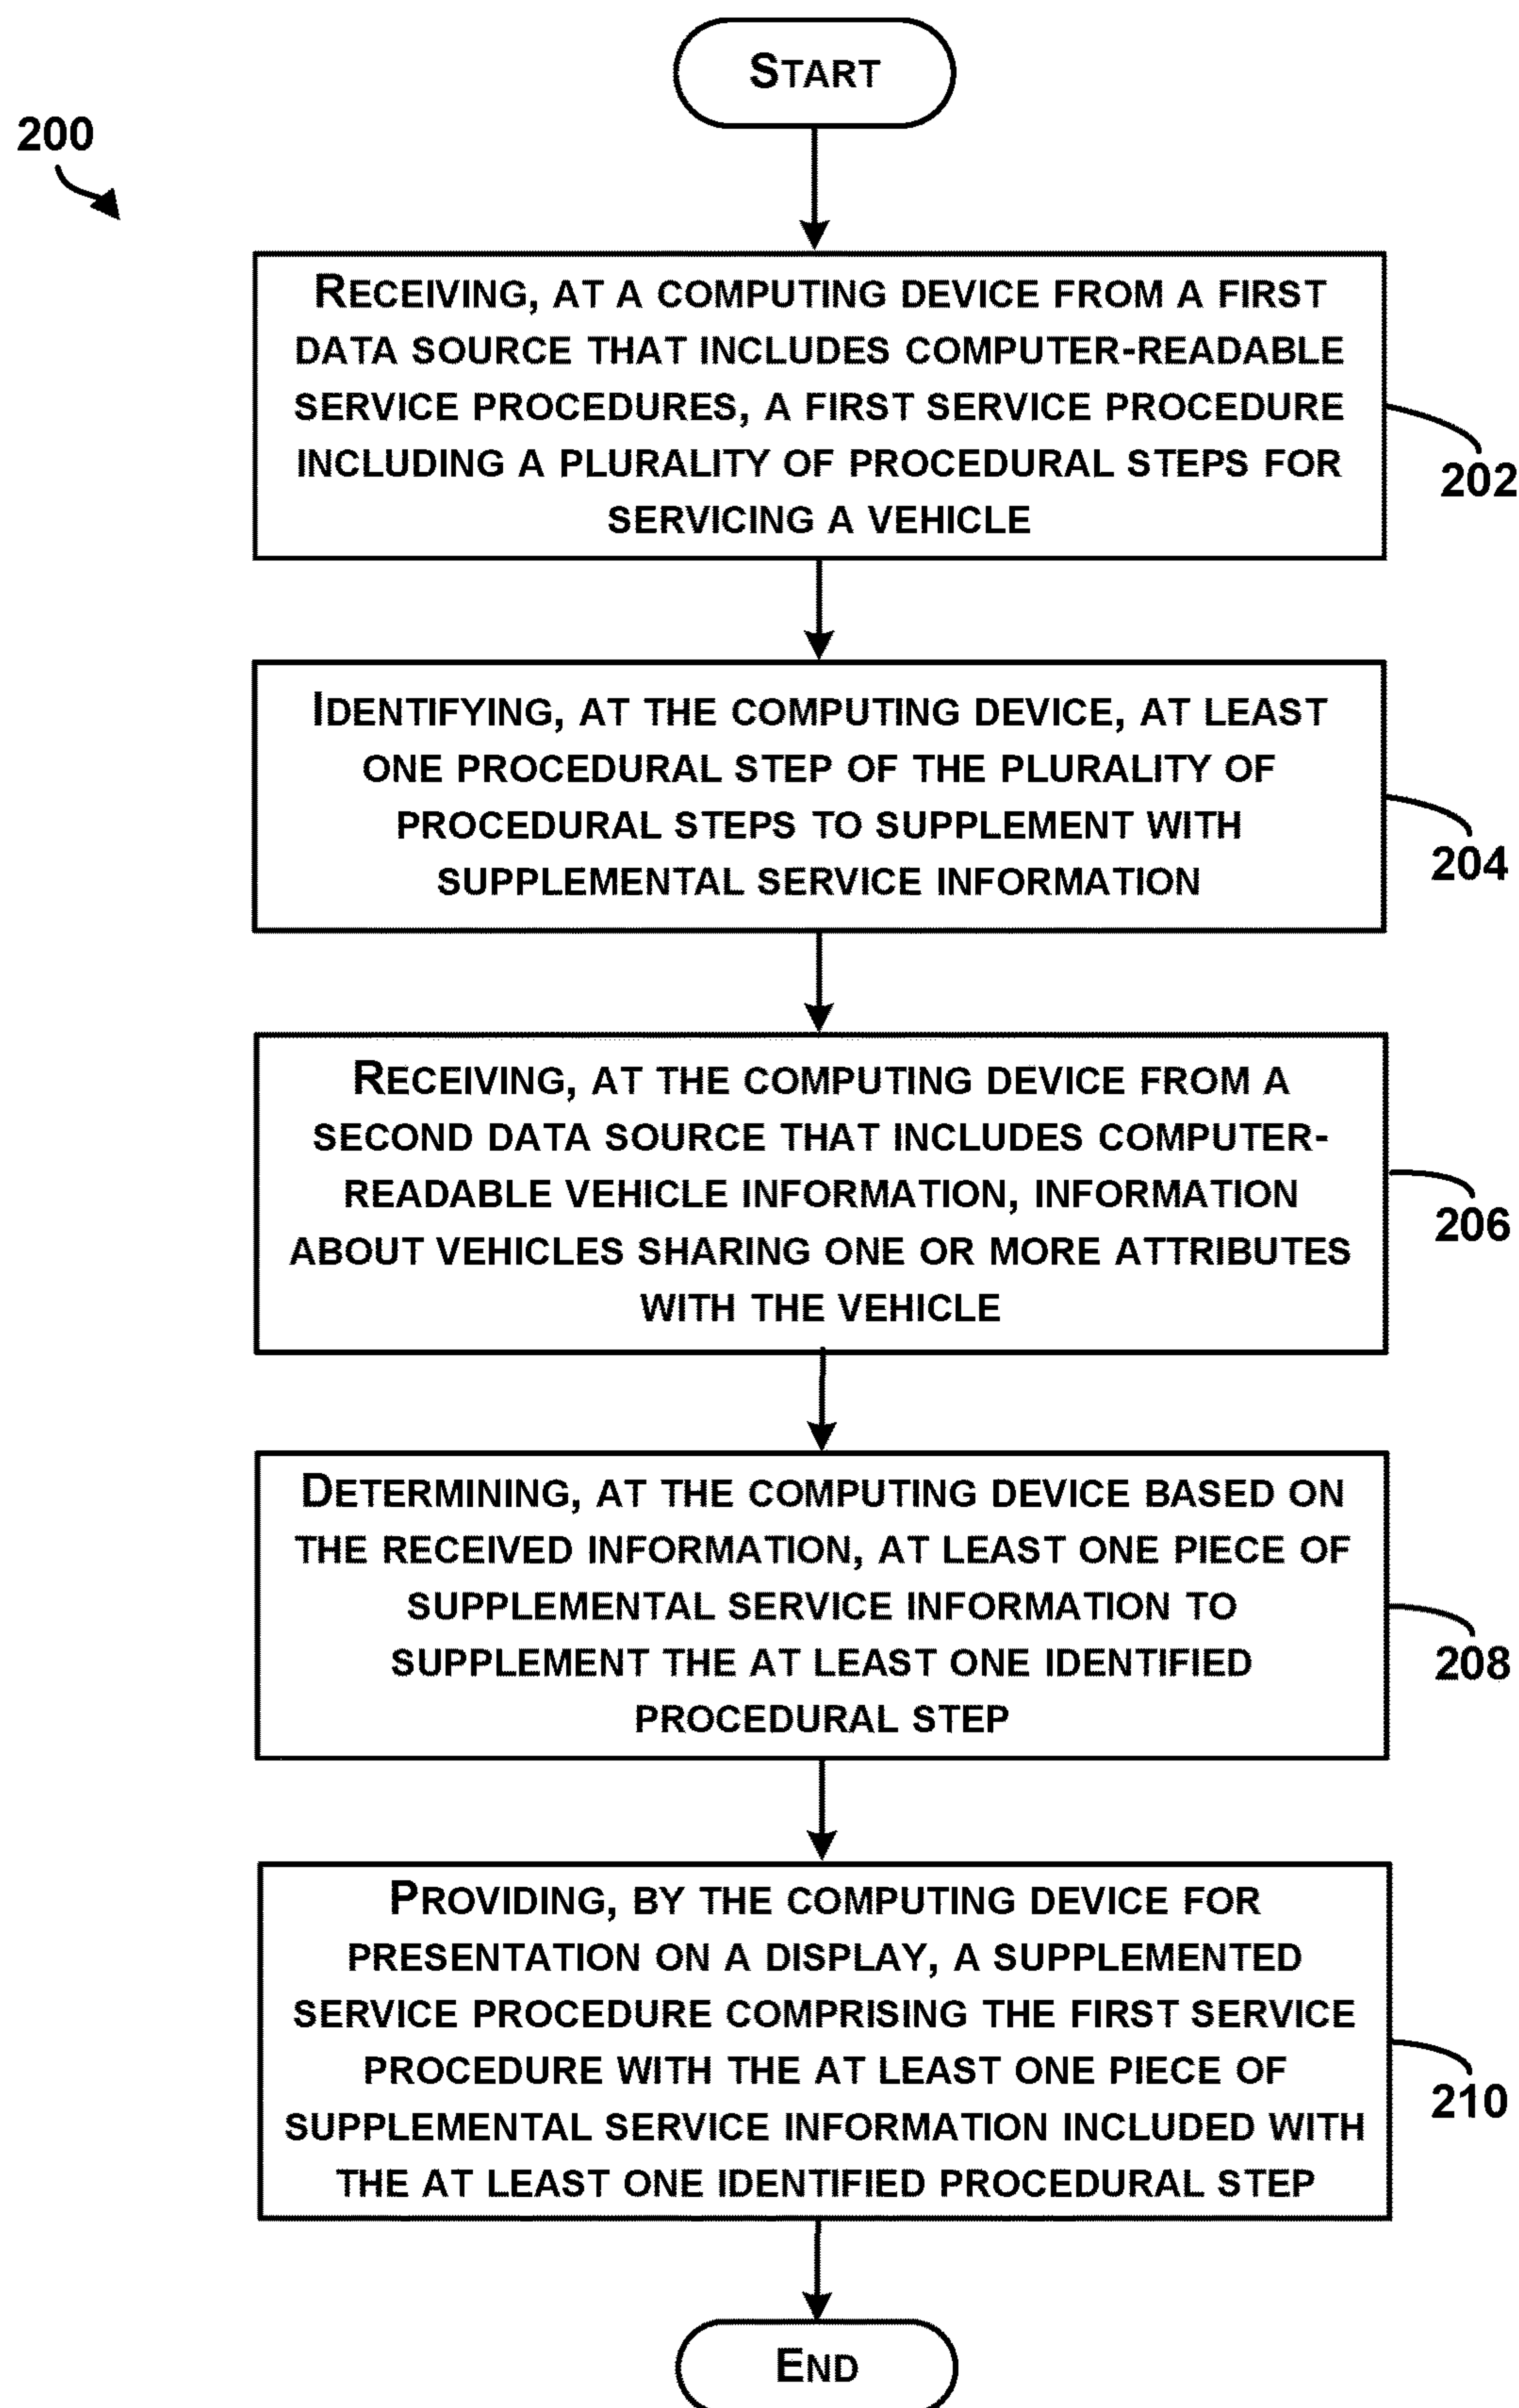 START
200
RECEIVING, AT A COMPUTING DEVICE FROM A FIRST
DATA SOURCE THAT INCLUDES COMPUTER-READABLE
SERVICE PROCEDURES, A FIRST SERVICE PROCEDURE
INCLUDING A PLURALITY OF PROCEDURAL STEPS FOR
SERVICING A VEHICLE
202
IDENTIFYING, AT THE COMPUTING DEVICE, AT LEAST
ONE PROCEDURAL STEP OF THE PLURALITY OF
PROCEDURAL STEPS TO SUPPLEMENT WITH
SUPPLEMENTAL SERVICE INFORMATION
204
RECEIVING, AT THE COMPUTING DEVICE FROM A
SECOND DATA SOURCE THAT INCLUDES COMPUTER-
READABLE VEHICLE INFORMATION, INFORMATION
ABOUT VEHICLES SHARING ONE OR MORE ATTRIBUTES
WITH THE VEHICLE
206
DETERMINING, AT THE COMPUTING DEVICE BASED ON
THE RECEIVED INFORMATION, AT LEAST ONE PIECE OF
SUPPLEMENTAL SERVICE INFORMATION TO
SUPPLEMENT THE AT LEAST ONE IDENTIFIED
PROCEDURAL STEP
208
PROVIDING, BY THE COMPUTING DEVICE FOR
PRESENTATION ON A DISPLAY, A SUPPLEMENTED
SERVICE PROCEDURE COMPRISING THE FIRST SERVICE
PROCEDURE WITH THE AT LEAST ONE PIECE OF
SUPPLEMENTAL SERVICE INFORMATION INCLUDED WITH
THE AT LEAST ONE IDENTIFIED PROCEDURAL STEP
210
END